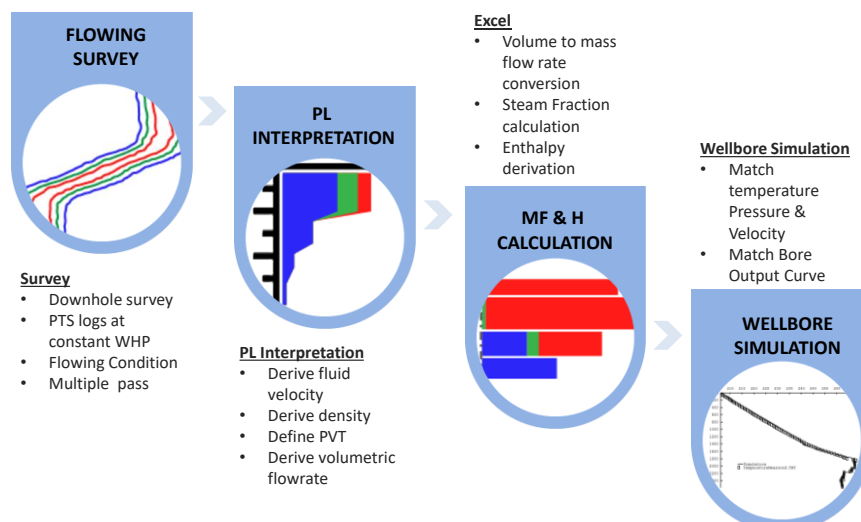 FLOWING
SURVEY
Survey
• Downhole survey
• PTS logs at
constant WHP
• Flowing Condition
• Multiple pass
PL
INTERPRETATION
PL Interpretation
• Derive fluid
velocity
• Derive density
• Define PVT
• Derive volumetric
flowrate
Excel
• Volume to mass
flow rate
conversion
• Steam Fraction
calculation
• Enthalpy
derivation
MF & H
CALCULATION
Wellbore Simulation
• Match
temperature
Pressure &
Velocity
• Match Bore
Output Curve
WELLBORE
SIMULATION